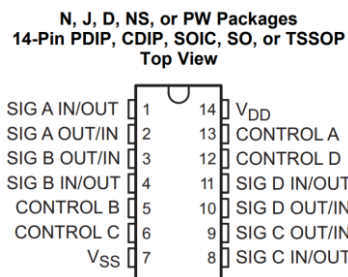 N, J, D, NS, or PW Packages
14-Pin PDIP, CDIP, SOIC, SO, or TSSOP
Top View
SIG A IN/OUT 1 14 VDD
SIG A OUT/IN 2 13 CONTROL A
SIG B OUT/IN 3 12 CONTROL D
SIG B IN/OUT 4 11 SIG D IN/OUT
CONTROL B 5 10 SIG D OUT/IN
CONTROL C 6 9 SIG C OUT/IN
VSS 7 8 SIG C IN/OUT